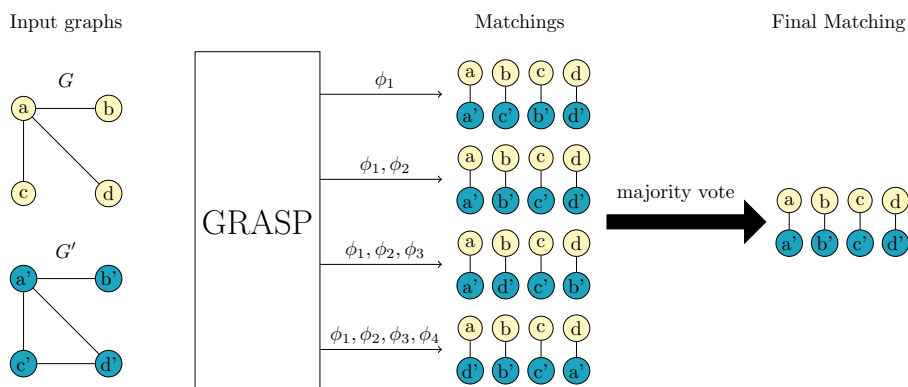 Input graphs
Matchings
Final Matching
G
a b
c d
G′
a' b'
c' d'
GRASP
ϕ₁
a b c d
a' c' b' d'
ϕ₁, ϕ₂
a b c d
a' b' c' d'
ϕ₁, ϕ₂, ϕ₃
a b c d
a' d' c' b'
ϕ₁, ϕ₂, ϕ₃, ϕ₄
a b c d
d' b' c' a'
majority vote
a b c d
a' b' c' d'